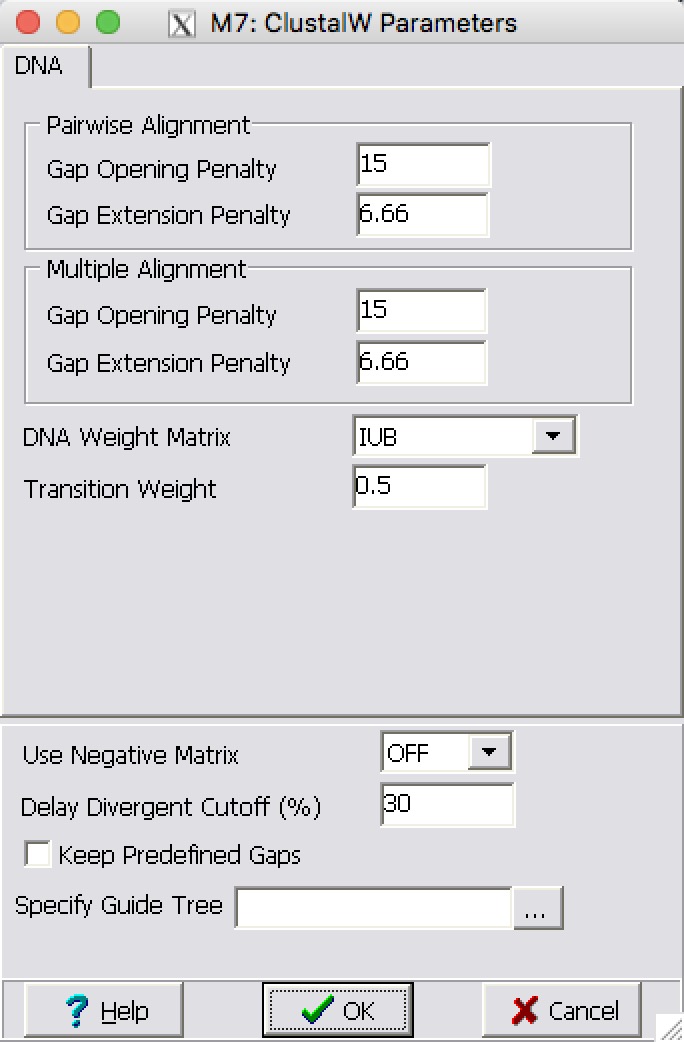 M7: ClustalW Parameters
DNA
Pairwise Alignment
Gap Opening Penalty 15
Gap Extension Penalty 6.66
Multiple Alignment
Gap Opening Penalty 15
Gap Extension Penalty 6.66
DNA Weight Matrix IUB
Transition Weight 0.5
Use Negative Matrix OFF
Delay Divergent Cutoff (%) 30
Keep Predefined Gaps
Specify Guide Tree ...
? Help OK Cancel